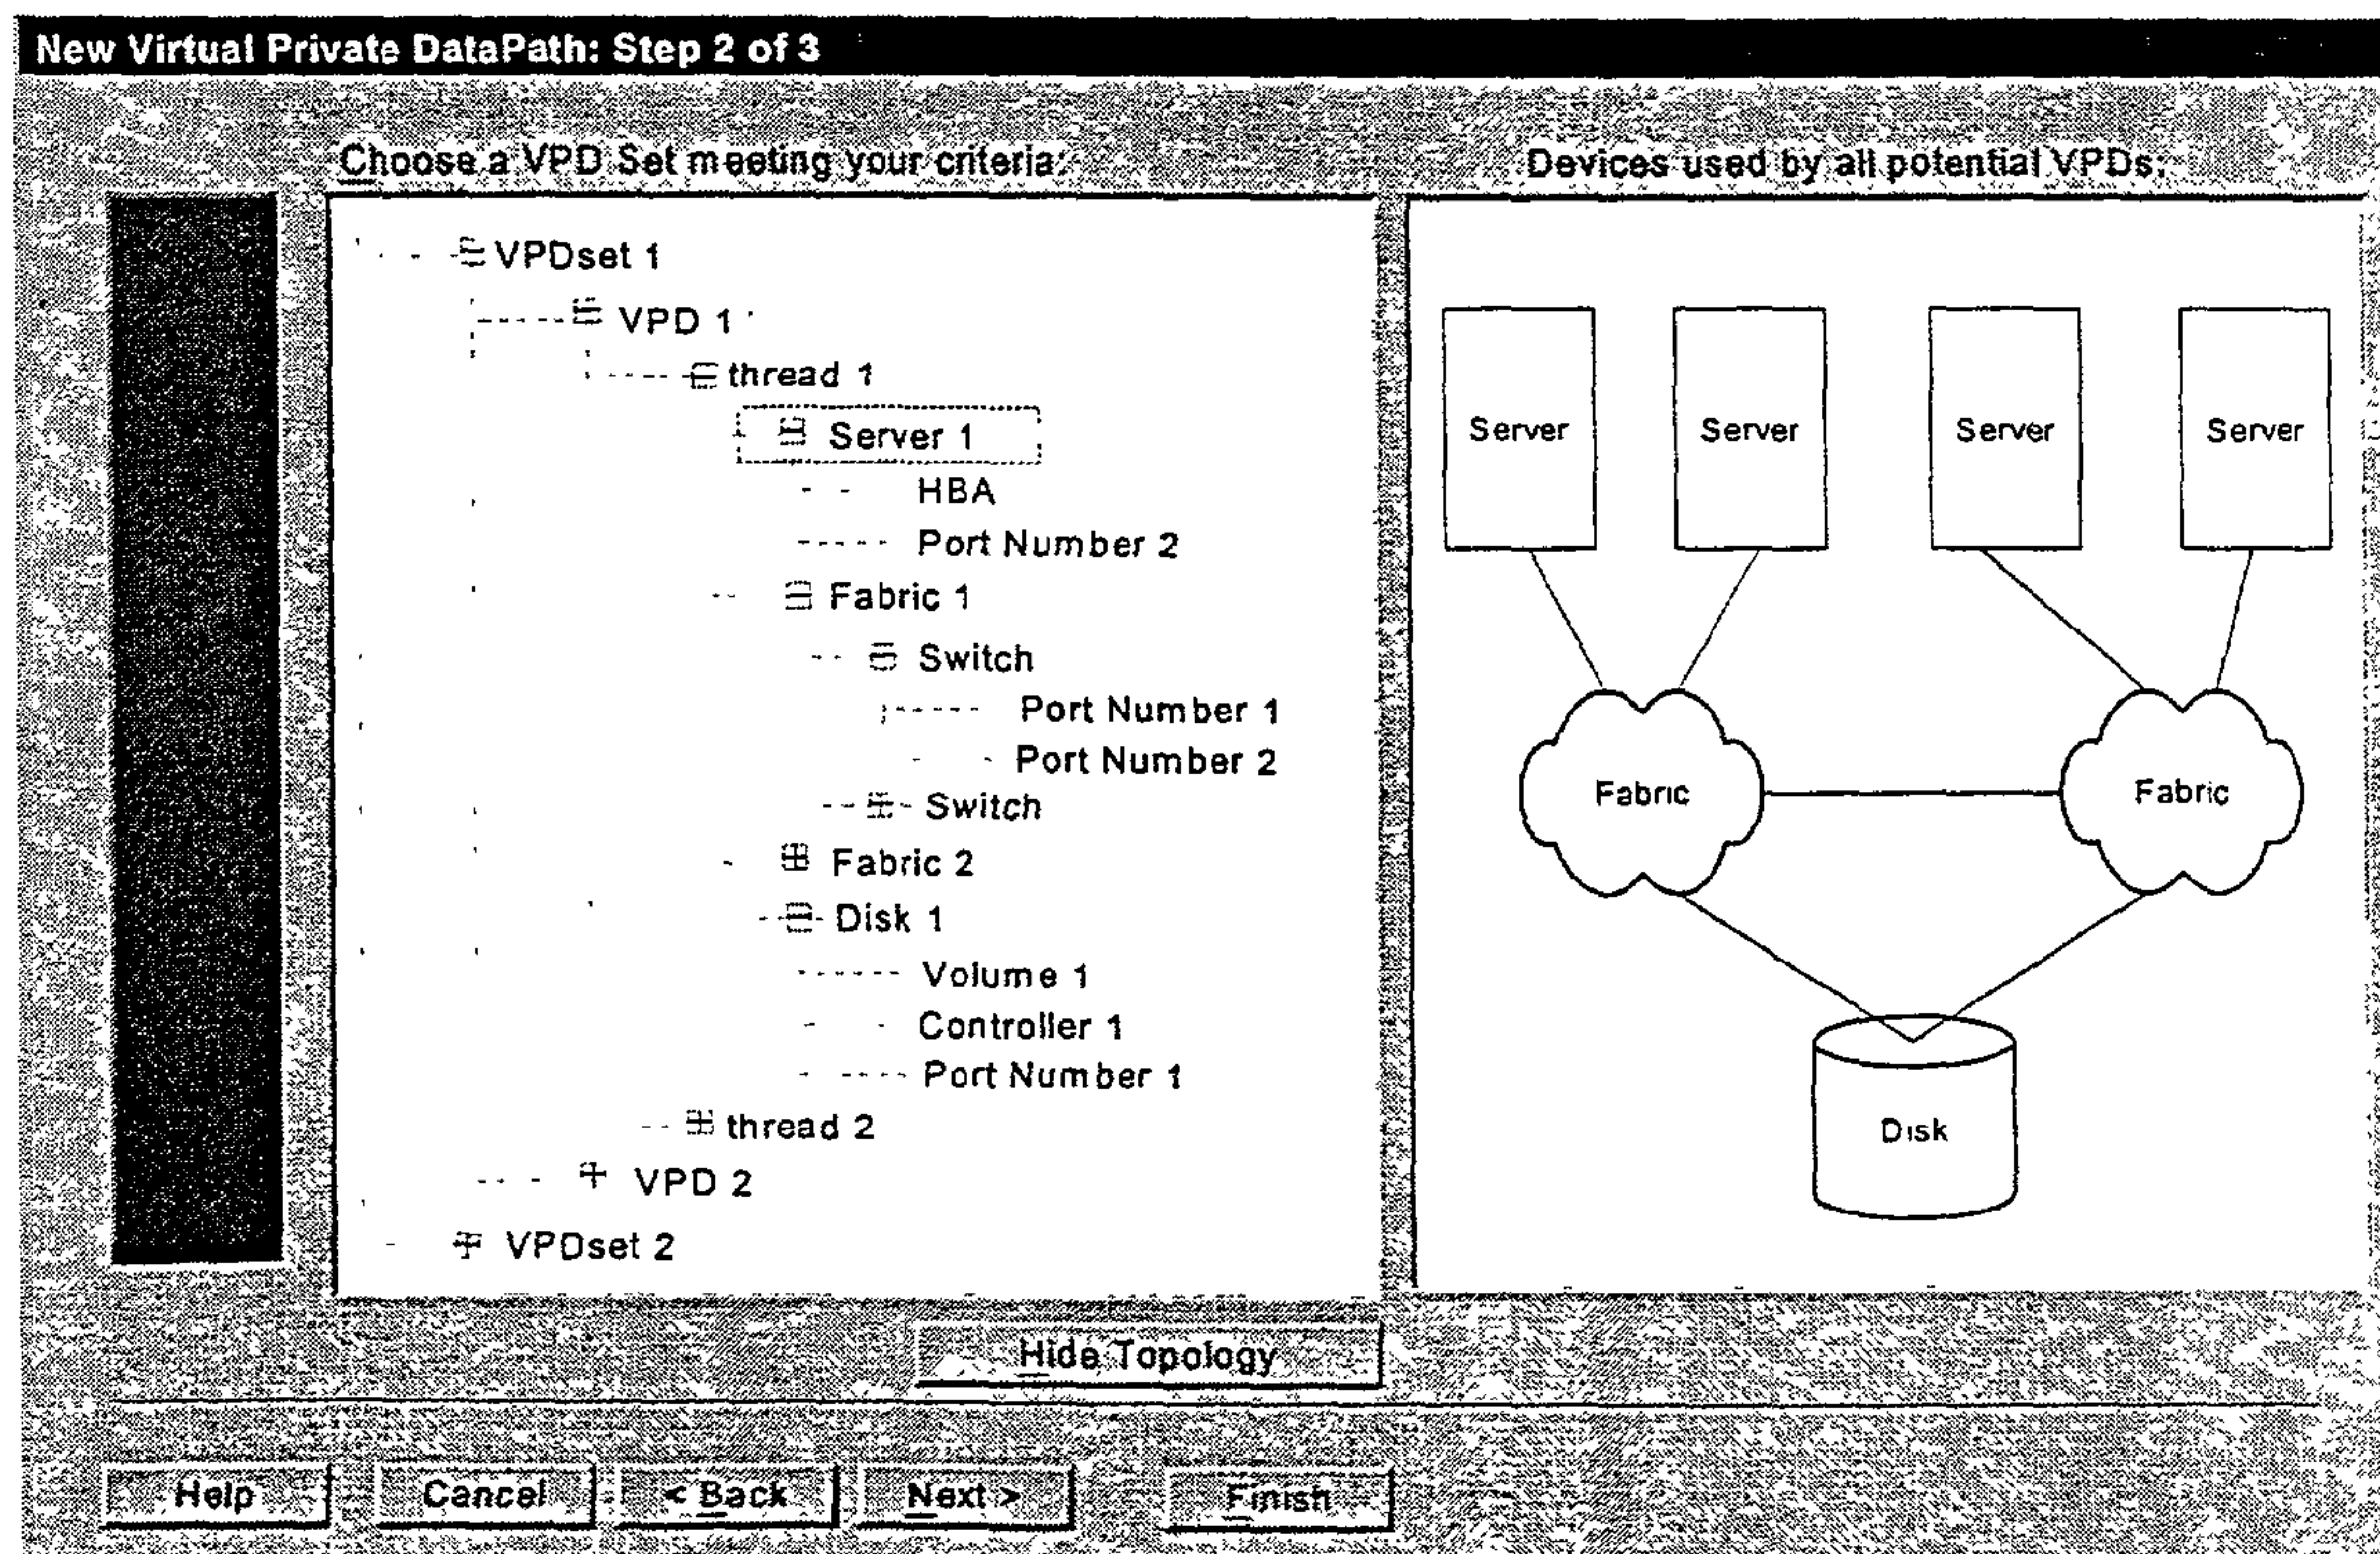 New Virtual Private DataPath: Step 2 of 3
Choose a VPD Set meeting your criteria:
VPDset 1
VPD 1
thread 1
Server 1
HBA
Port Number 2
Fabric 1
Switch
Port Number 1
Port Number 2
Switch
Fabric 2
Disk 1
Volume 1
Controller 1
Port Number 1
thread 2
VPD 2
VPDset 2
Devices used by all potential VPDs:
Server Server Server Server
Fabric Fabric
Disk
Hide Topology
Help Cancel < Back Next > Finish